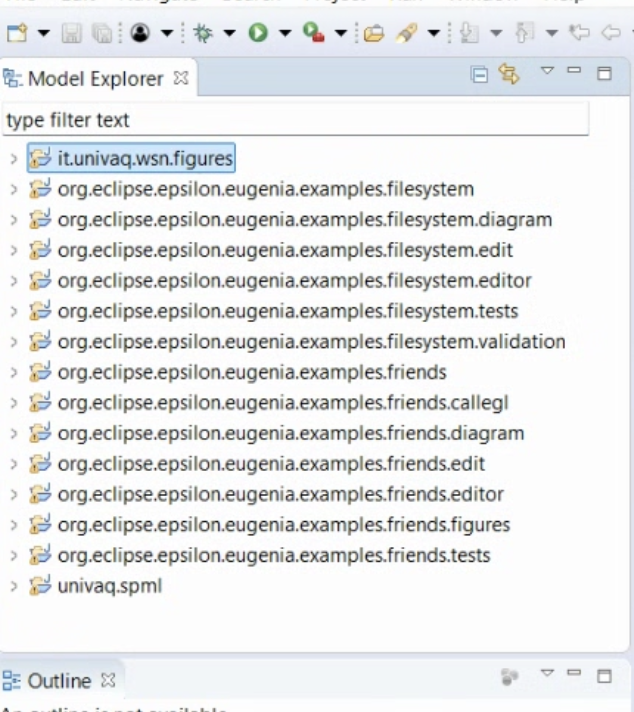 Model Explorer
type filter text
it.univaq.wsn.figures
org.eclipse.epsilon.eugenia.examples.filesystem
org.eclipse.epsilon.eugenia.examples.filesystem.diagram
org.eclipse.epsilon.eugenia.examples.filesystem.edit
org.eclipse.epsilon.eugenia.examples.filesystem.editor
org.eclipse.epsilon.eugenia.examples.filesystem.tests
org.eclipse.epsilon.eugenia.examples.filesystem.validation
org.eclipse.epsilon.eugenia.examples.friends
org.eclipse.epsilon.eugenia.examples.friends.callegl
org.eclipse.epsilon.eugenia.examples.friends.diagram
org.eclipse.epsilon.eugenia.examples.friends.edit
org.eclipse.epsilon.eugenia.examples.friends.editor
org.eclipse.epsilon.eugenia.examples.friends.figures
org.eclipse.epsilon.eugenia.examples.friends.tests
univaq.spml
Outline
An outline is not available